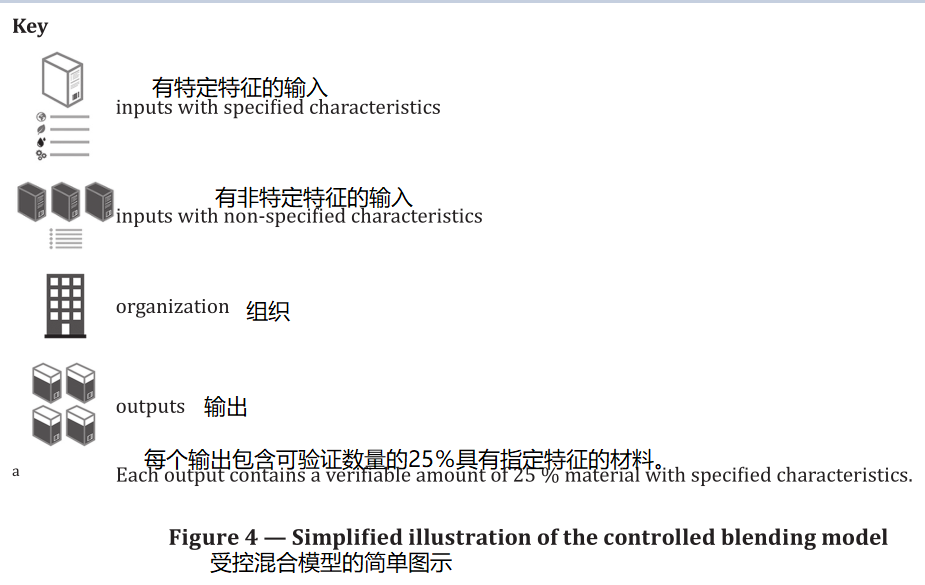 Key
有特定特征的输入
inputs with specified characteristics
有非特定特征的输入
inputs with non-specified characteristics
organization 组织
outputs 输出
每个输出包含可验证数量的25%具有指定特征的材料。
a Each output contains a verifiable amount of 25 % material with specified characteristics.
Figure 4 — Simplified illustration of the controlled blending model
受控混合模型的简单图示